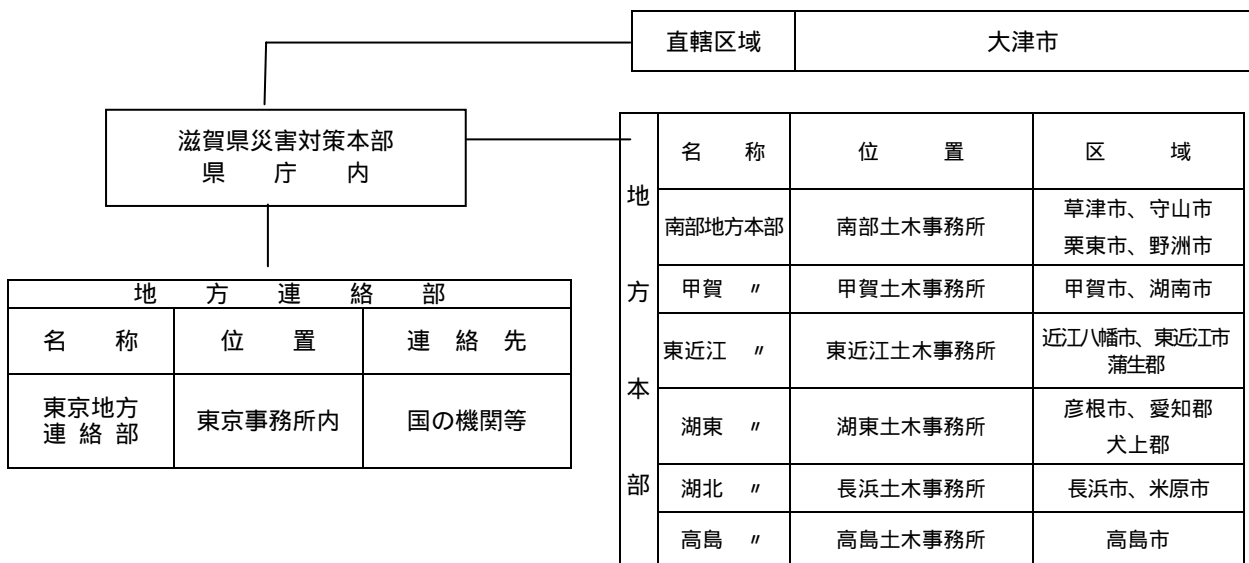 直轄区域 大津市
滋賀県災害対策本部
県 庁 内
地方本部
名 称 位 置 区 域
南部地方本部 南部土木事務所 草津市、守山市
栗東市、野洲市
甲賀 〃 甲賀土木事務所 甲賀市、湖南市
東近江 〃 東近江土木事務所 近江八幡市、東近江市
蒲生郡
湖東 〃 湖東土木事務所 彦根市、愛知郡
犬上郡
湖北 〃 長浜土木事務所 長浜市、米原市
高島 〃 高島土木事務所 高島市
地 方 連 絡 部
名 称 位 置 連 絡 先
東京地方
連 絡 部 東京事務所内 国の機関等